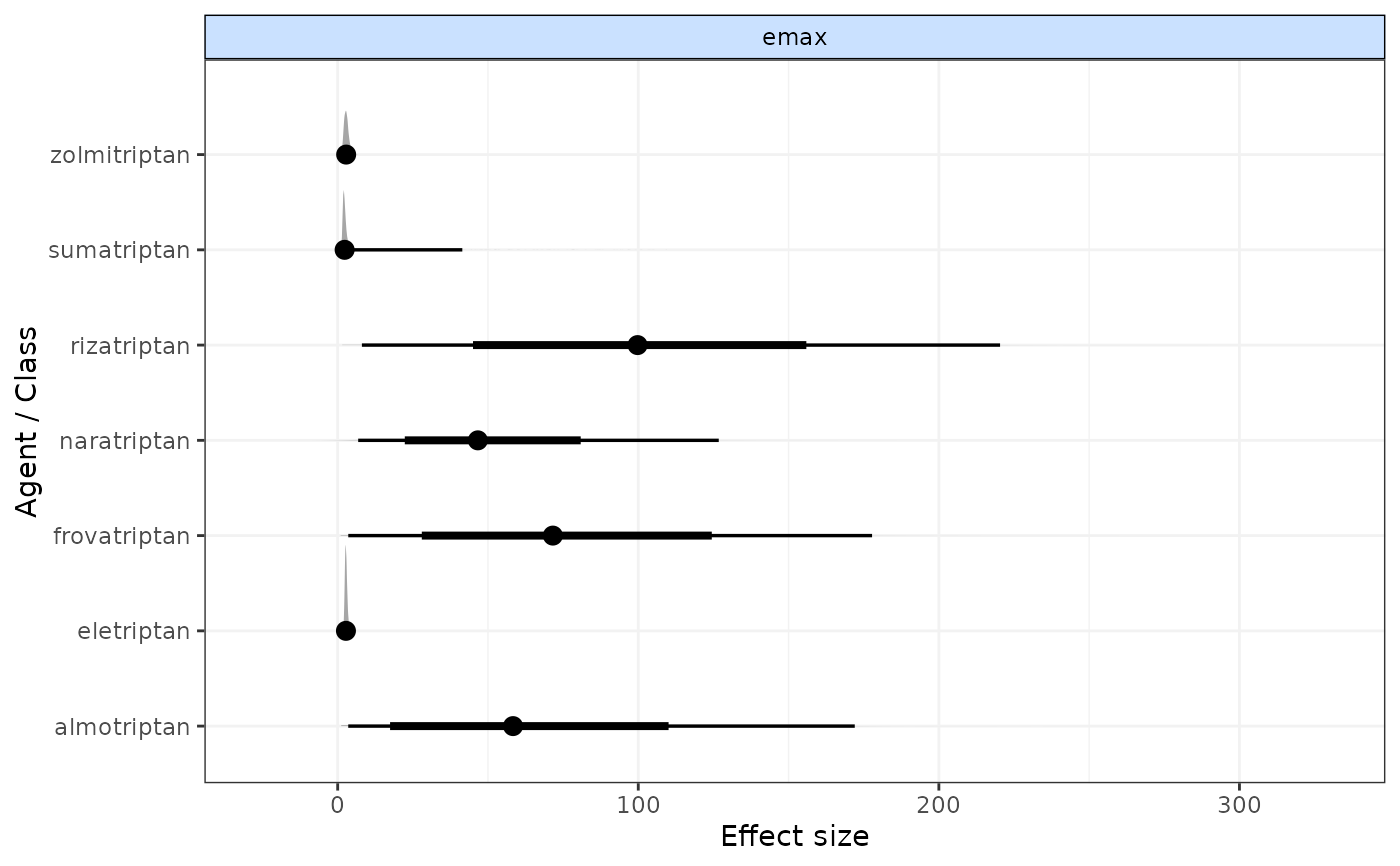 emax
zolmitriptan
sumatriptan
rizatriptan
naratriptan
frovatriptan
eletriptan
almotriptan
Agent / Class
0 100 200 300
Effect size